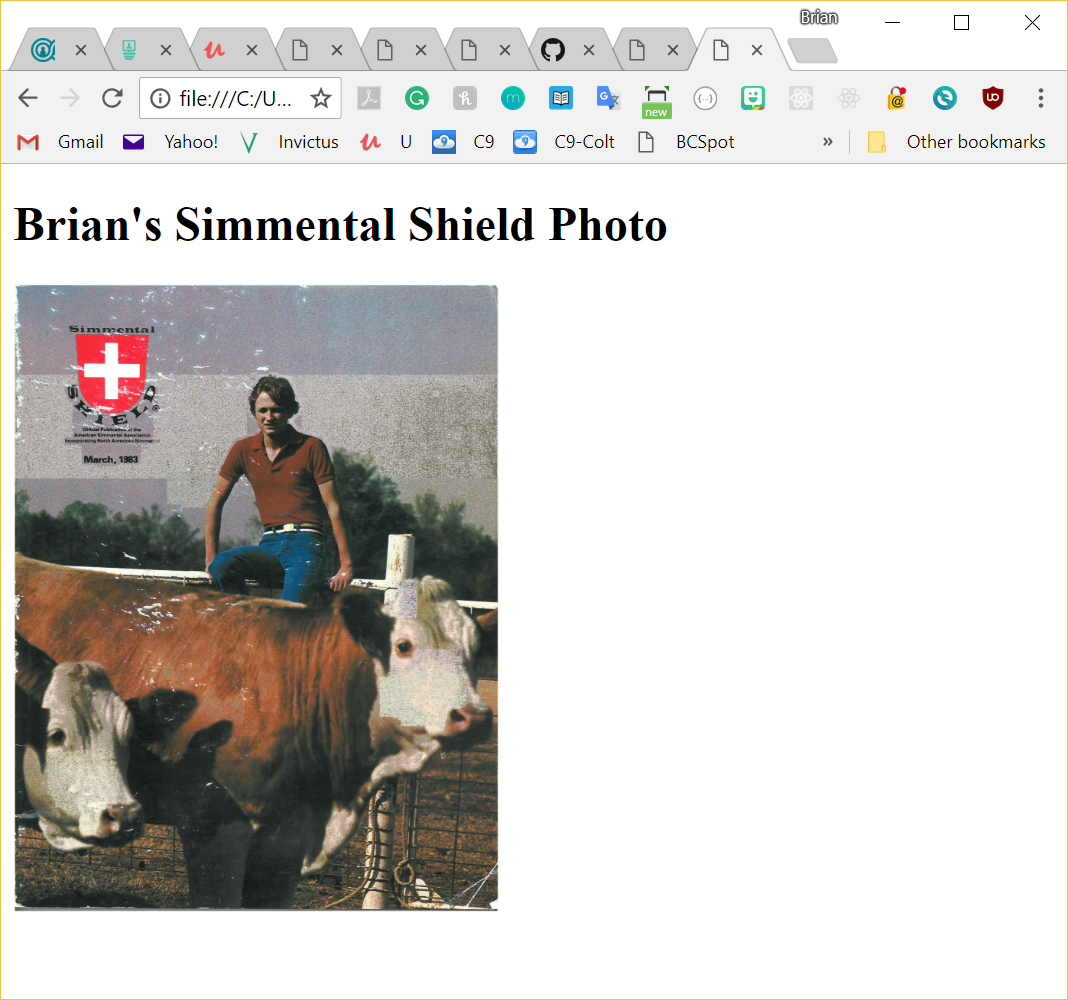 Brian
file:///C:/U...
new
Gmail
Yahoo!
Invictus
U
C9
C9-Colt
BCSpot
»
Other bookmarks
Brian's Simmental Shield Photo
Simmental
SHIELD
Official Publication of the
American Simmental Association
Incorporating North American Simmental
March, 1983